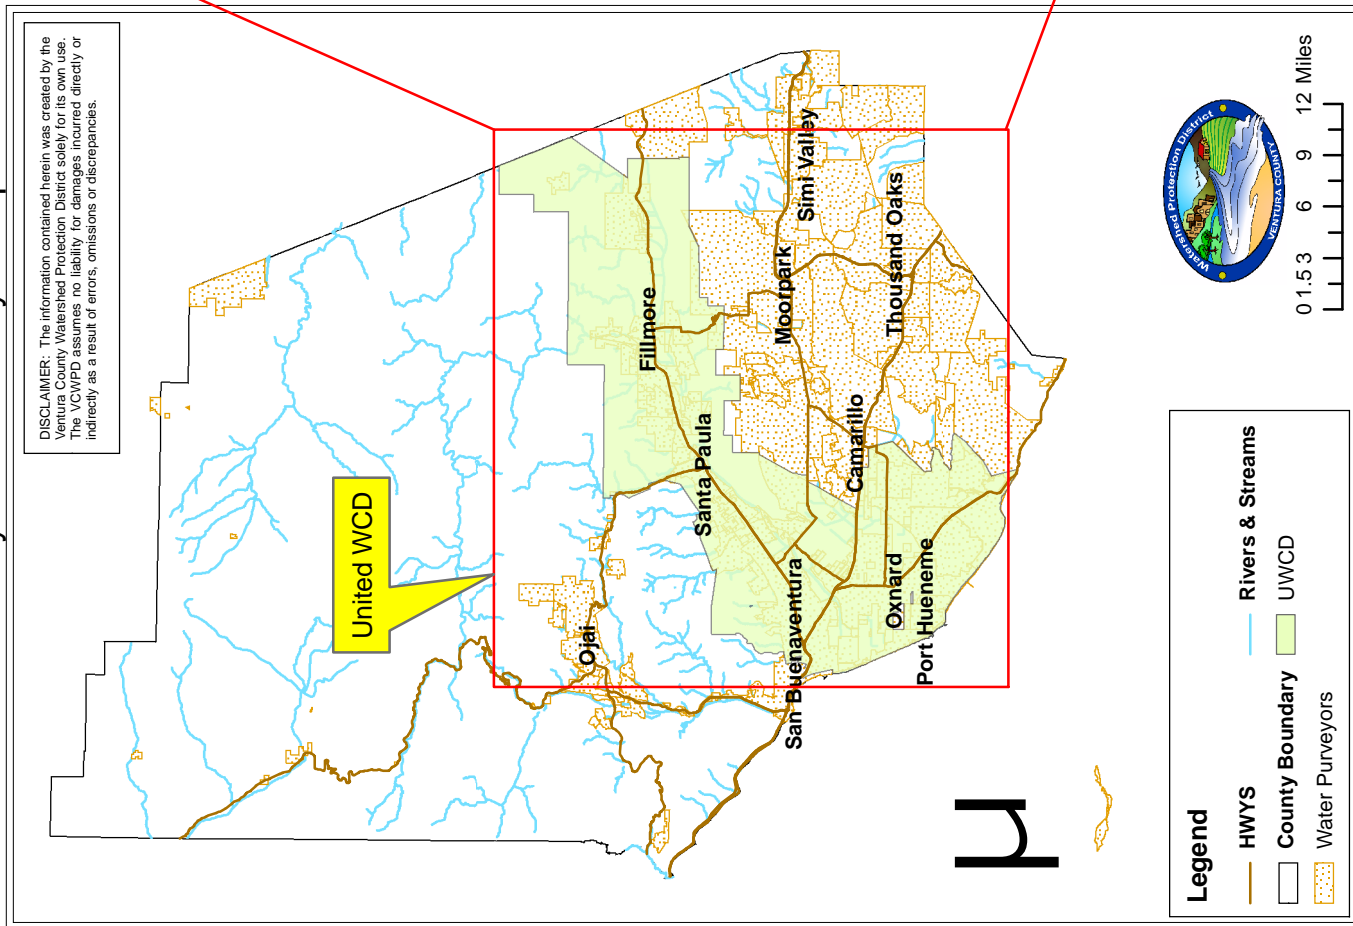 DISCLAIMER: The information contained herein was created by the
Ventura County Watershed Protection District solely for its own use.
The VCWPD assumes no liability for damages incurred directly or
indirectly as a result of errors, omissions or discrepancies.
United WCD
Ojai
Fillmore
Santa Paula
Moorpark
Simi Valley
San Buenaventura
Camarillo
Thousand Oaks
Oxnard
Port Hueneme
µ
Watershed Protection District
VENTURA COUNTY
0 1.5 3 6 9 12 Miles
Legend
HWYS
Rivers & Streams
County Boundary
UWCD
Water Purveyors